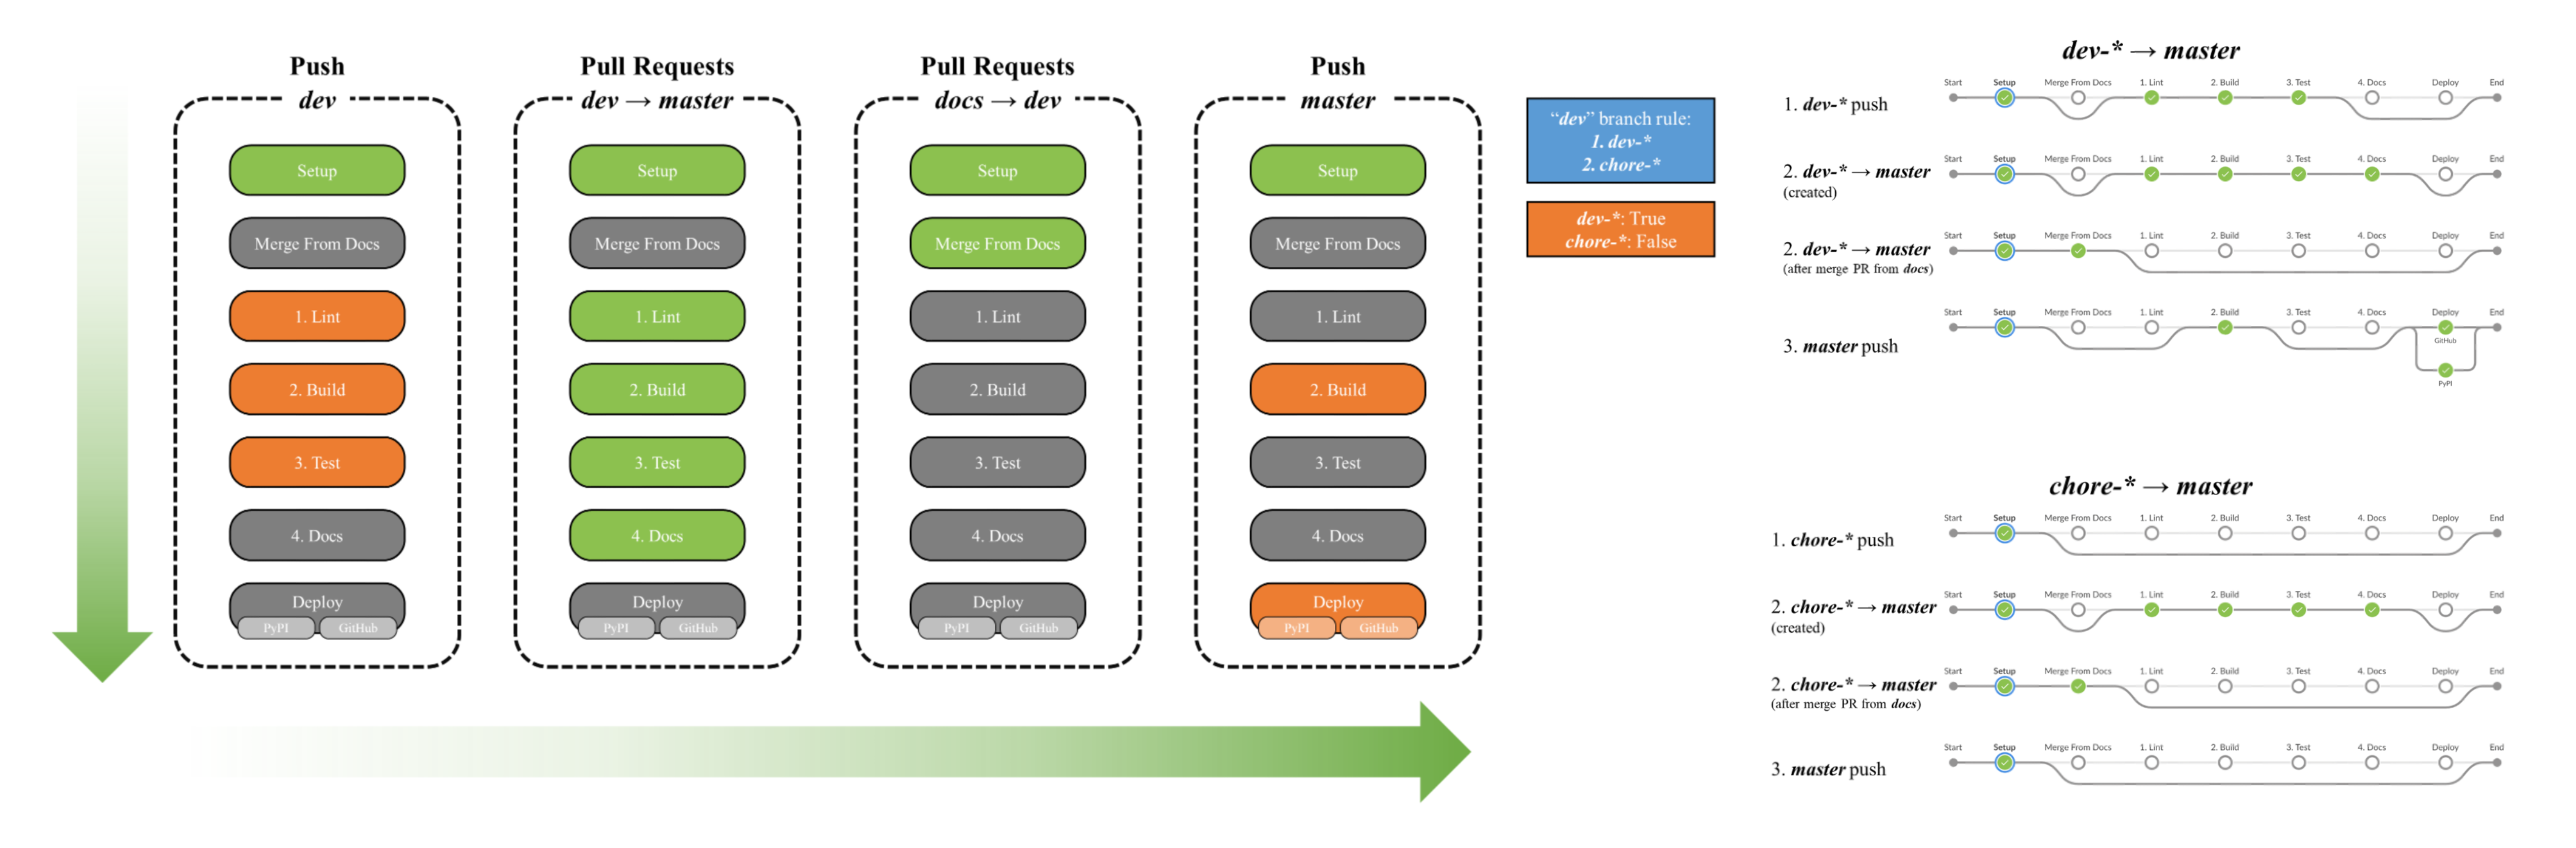 Push
dev
Setup
Merge From Docs
1. Lint
2. Build
3. Test
4. Docs
Deploy
PyPI
GitHub
Pull Requests
dev → master
Setup
Merge From Docs
1. Lint
2. Build
3. Test
4. Docs
Deploy
PyPI
GitHub
Pull Requests
docs → dev
Setup
Merge From Docs
1. Lint
2. Build
3. Test
4. Docs
Deploy
PyPI
GitHub
Push
master
Setup
Merge From Docs
1. Lint
2. Build
3. Test
4. Docs
Deploy
PyPI
GitHub
“dev” branch rule:
1. dev-*
2. chore-*
dev-*: True
chore-*: False
dev-* → master
1. dev-* push
Start Setup Merge From Docs 1. Lint 2. Build 3. Test 4. Docs Deploy End
2. dev-* → master
(created)
Start Setup Merge From Docs 1. Lint 2. Build 3. Test 4. Docs Deploy End
2. dev-* → master
(after merge PR from docs)
Start Setup Merge From Docs 1. Lint 2. Build 3. Test 4. Docs Deploy End
3. master push
Start Setup Merge From Docs 1. Lint 2. Build 3. Test 4. Docs Deploy End
GitHub
PyPI
chore-* → master
1. chore-* push
Start Setup Merge From Docs 1. Lint 2. Build 3. Test 4. Docs Deploy End
2. chore-* → master
(created)
Start Setup Merge From Docs 1. Lint 2. Build 3. Test 4. Docs Deploy End
2. chore-* → master
(after merge PR from docs)
Start Setup Merge From Docs 1. Lint 2. Build 3. Test 4. Docs Deploy End
3. master push
Start Setup Merge From Docs 1. Lint 2. Build 3. Test 4. Docs Deploy End